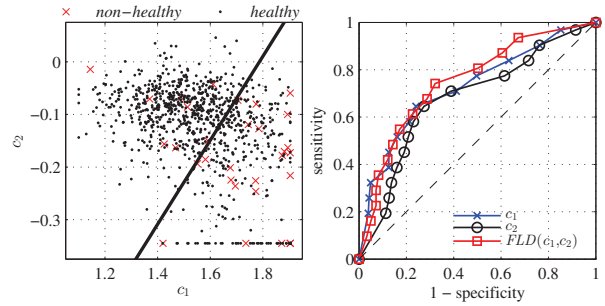 non-healthy healthy
0
−0.1
−0.2
−0.3
c2
1.2 1.4 1.6 1.8
c1
1
0.8
0.6
0.4
0.2
0
sensitivity
c1
c2
FLD(c1,c2)
0 0.2 0.4 0.6 0.8 1
1 − specificity